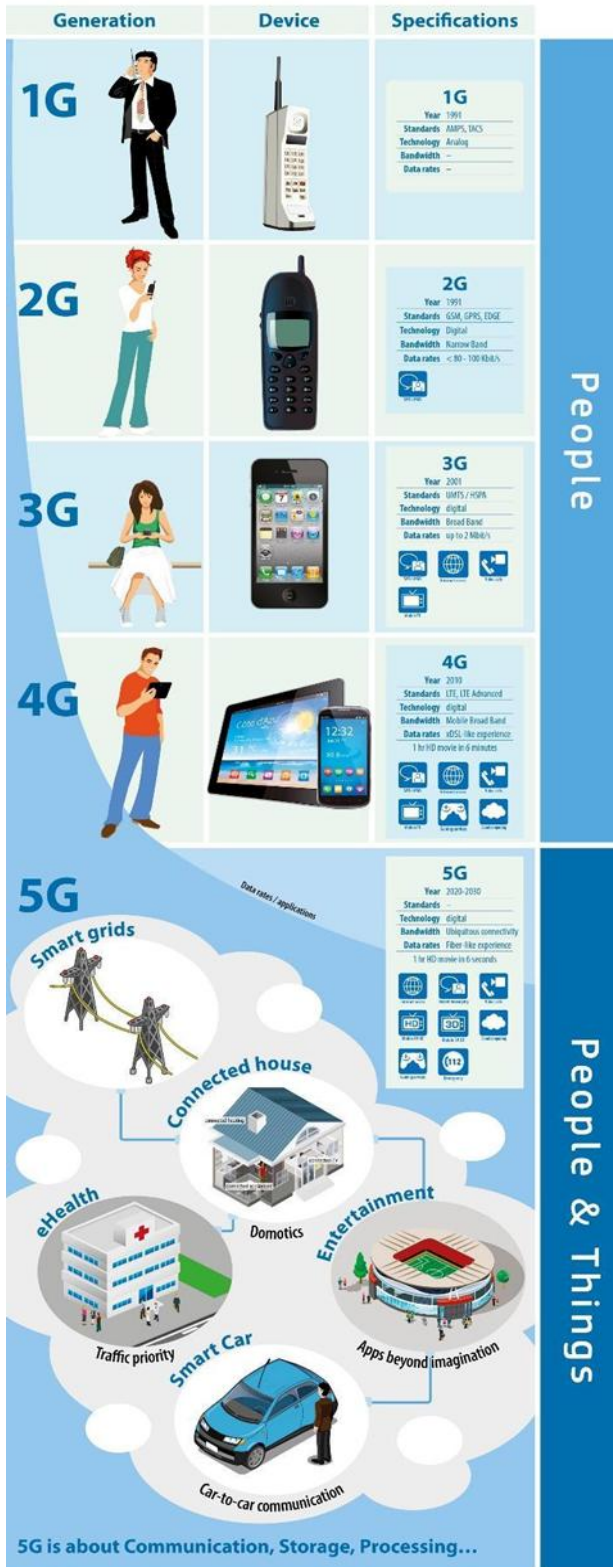 Generation Device Specifications
1G
1G
Year 1991
Standards AMPS, TACS
Technology Analog
Bandwidth –
Data rates –
2G
2G
Year 1991
Standards GSM, GPRS, EDGE
Technology Digital
Bandwidth Narrow Band
Data rates < 80 - 100 Kbit/s
3G
3G
Year 2001
Standards UMTS / HSPA
Technology digital
Bandwidth Broad Band
Data rates up to 2 Mbit/s
4G
12:32
4G
Year 2010
Standards LTE, LTE Advanced
Technology digital
Bandwidth Mobile Broad Band
Data rates xDSL-like experience
1 hr HD movie in 6 minutes
People
5G
Data rates / applications
5G
Year 2020-2030
Standards –
Technology digital
Bandwidth Ubiquitous connectivity
Data rates Fiber-like experience
1 hr HD movie in 6 seconds
HD
3D
112
Smart grids
Connected house
connected heating
Domotics
eHealth
Traffic priority
Entertainment
Apps beyond imagination
Smart Car
Car-to-car communication
People & Things
5G is about Communication, Storage, Processing...